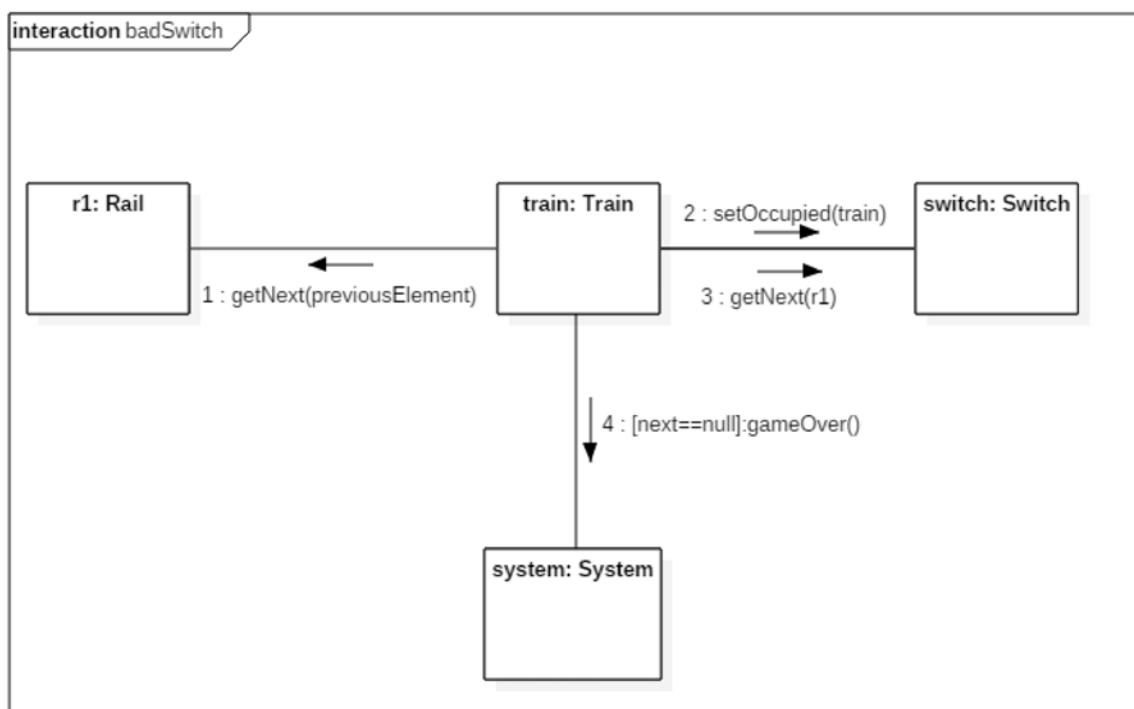 interaction badSwitch
r1: Rail
train: Train
switch: Switch
2 : setOccupied(train)
1 : getNext(previousElement)
3 : getNext(r1)
4 : [next==null]:gameOver()
system: System